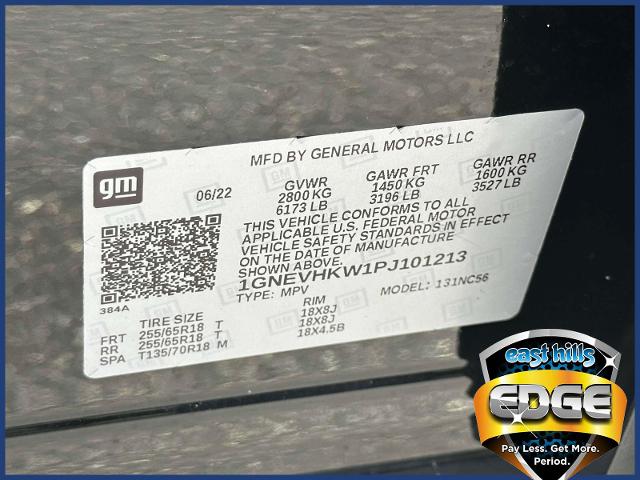 MFD BY GENERAL MOTORS LLC
gm
06/22 GVWR GAWR FRT GAWR RR
2800 KG 1450 KG 1600 KG
6173 LB 3196 LB 3527 LB
THIS VEHICLE CONFORMS TO ALL
APPLICABLE U.S. FEDERAL MOTOR
VEHICLE SAFETY STANDARDS IN EFFECT
ON THE DATE OF MANUFACTURE
SHOWN ABOVE.
1GNEVHKW1PJ101213
384A TYPE: MPV MODEL: 131NC56
TIRE SIZE RIM
FRT 255/65R18 T 18X8J
RR 255/65R18 T 18X8J
SPA T135/70R18 M 18X4.5B
east hills
EDGE
Pay Less. Get More.
Period.